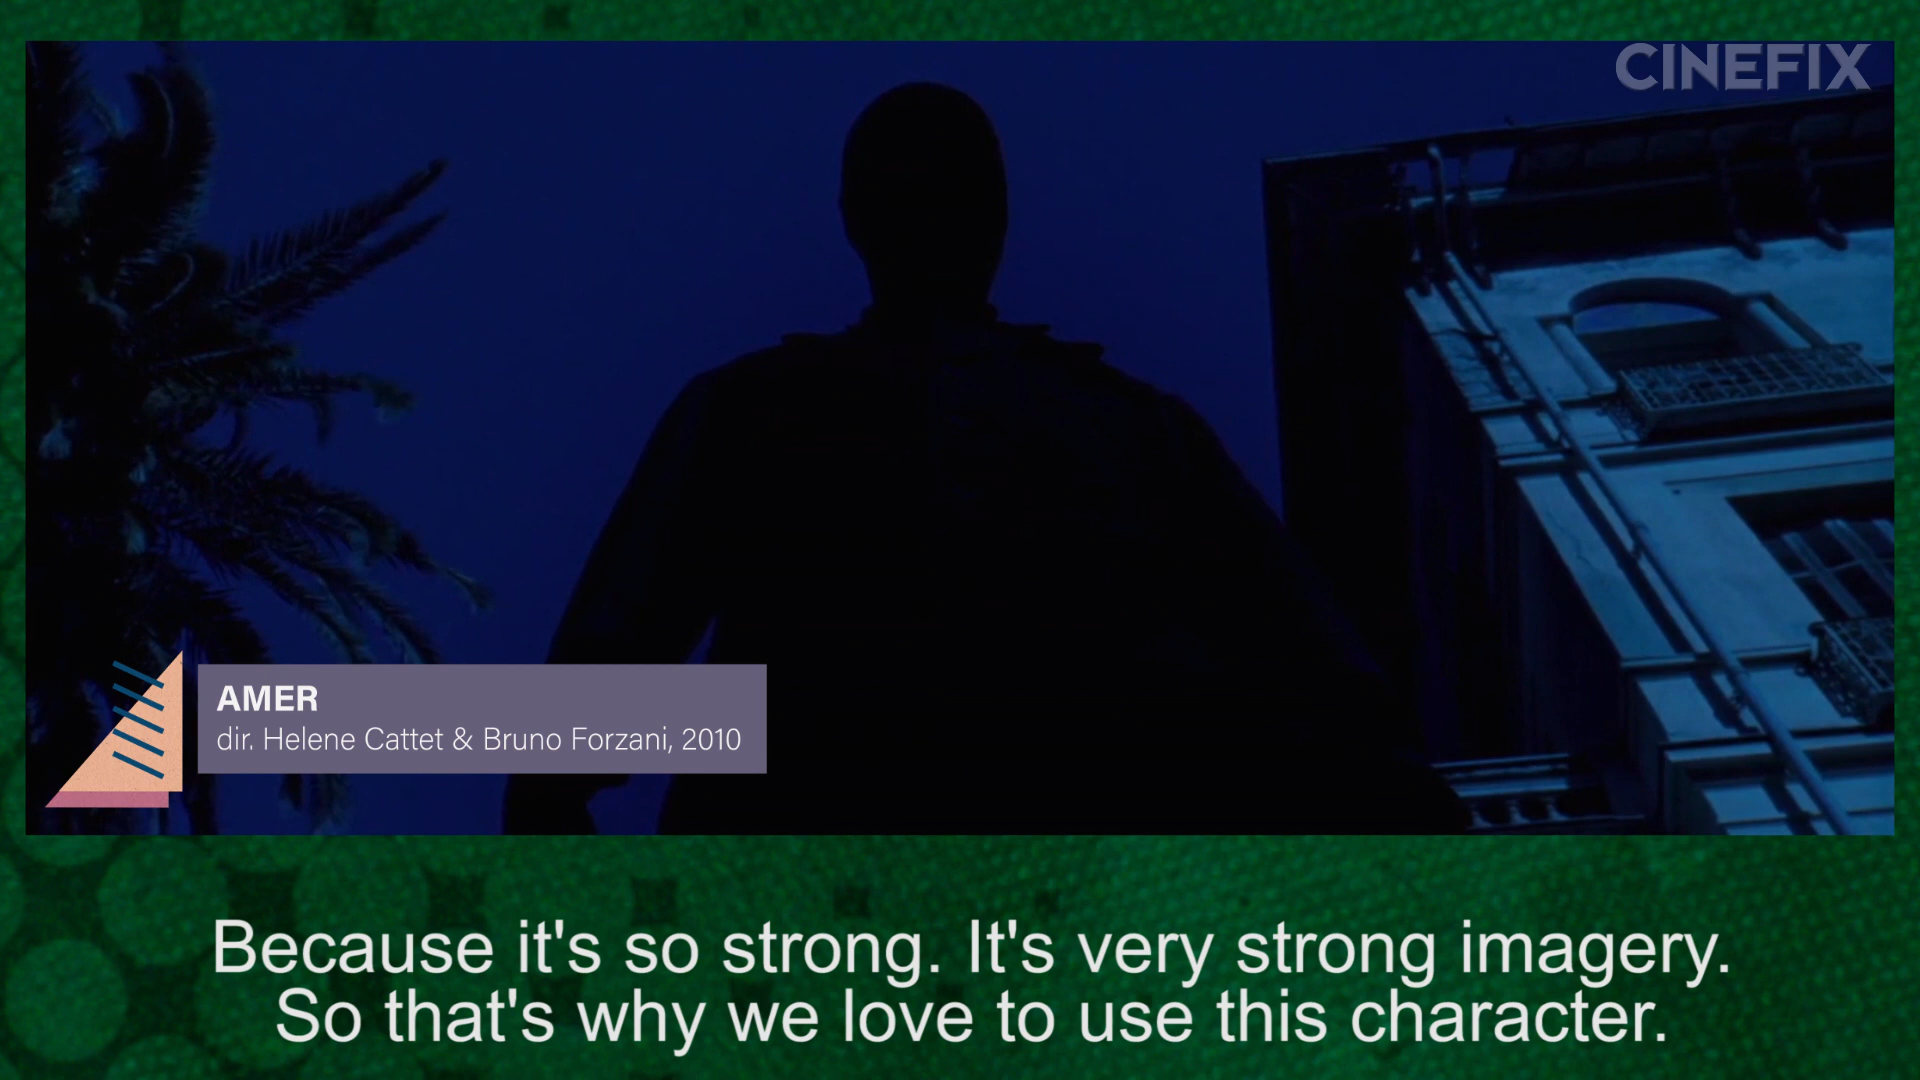 CINEFIX
AMER
dir. Helene Cattet & Bruno Forzani, 2010
Because it's so strong. It's very strong imagery.
So that's why we love to use this character.